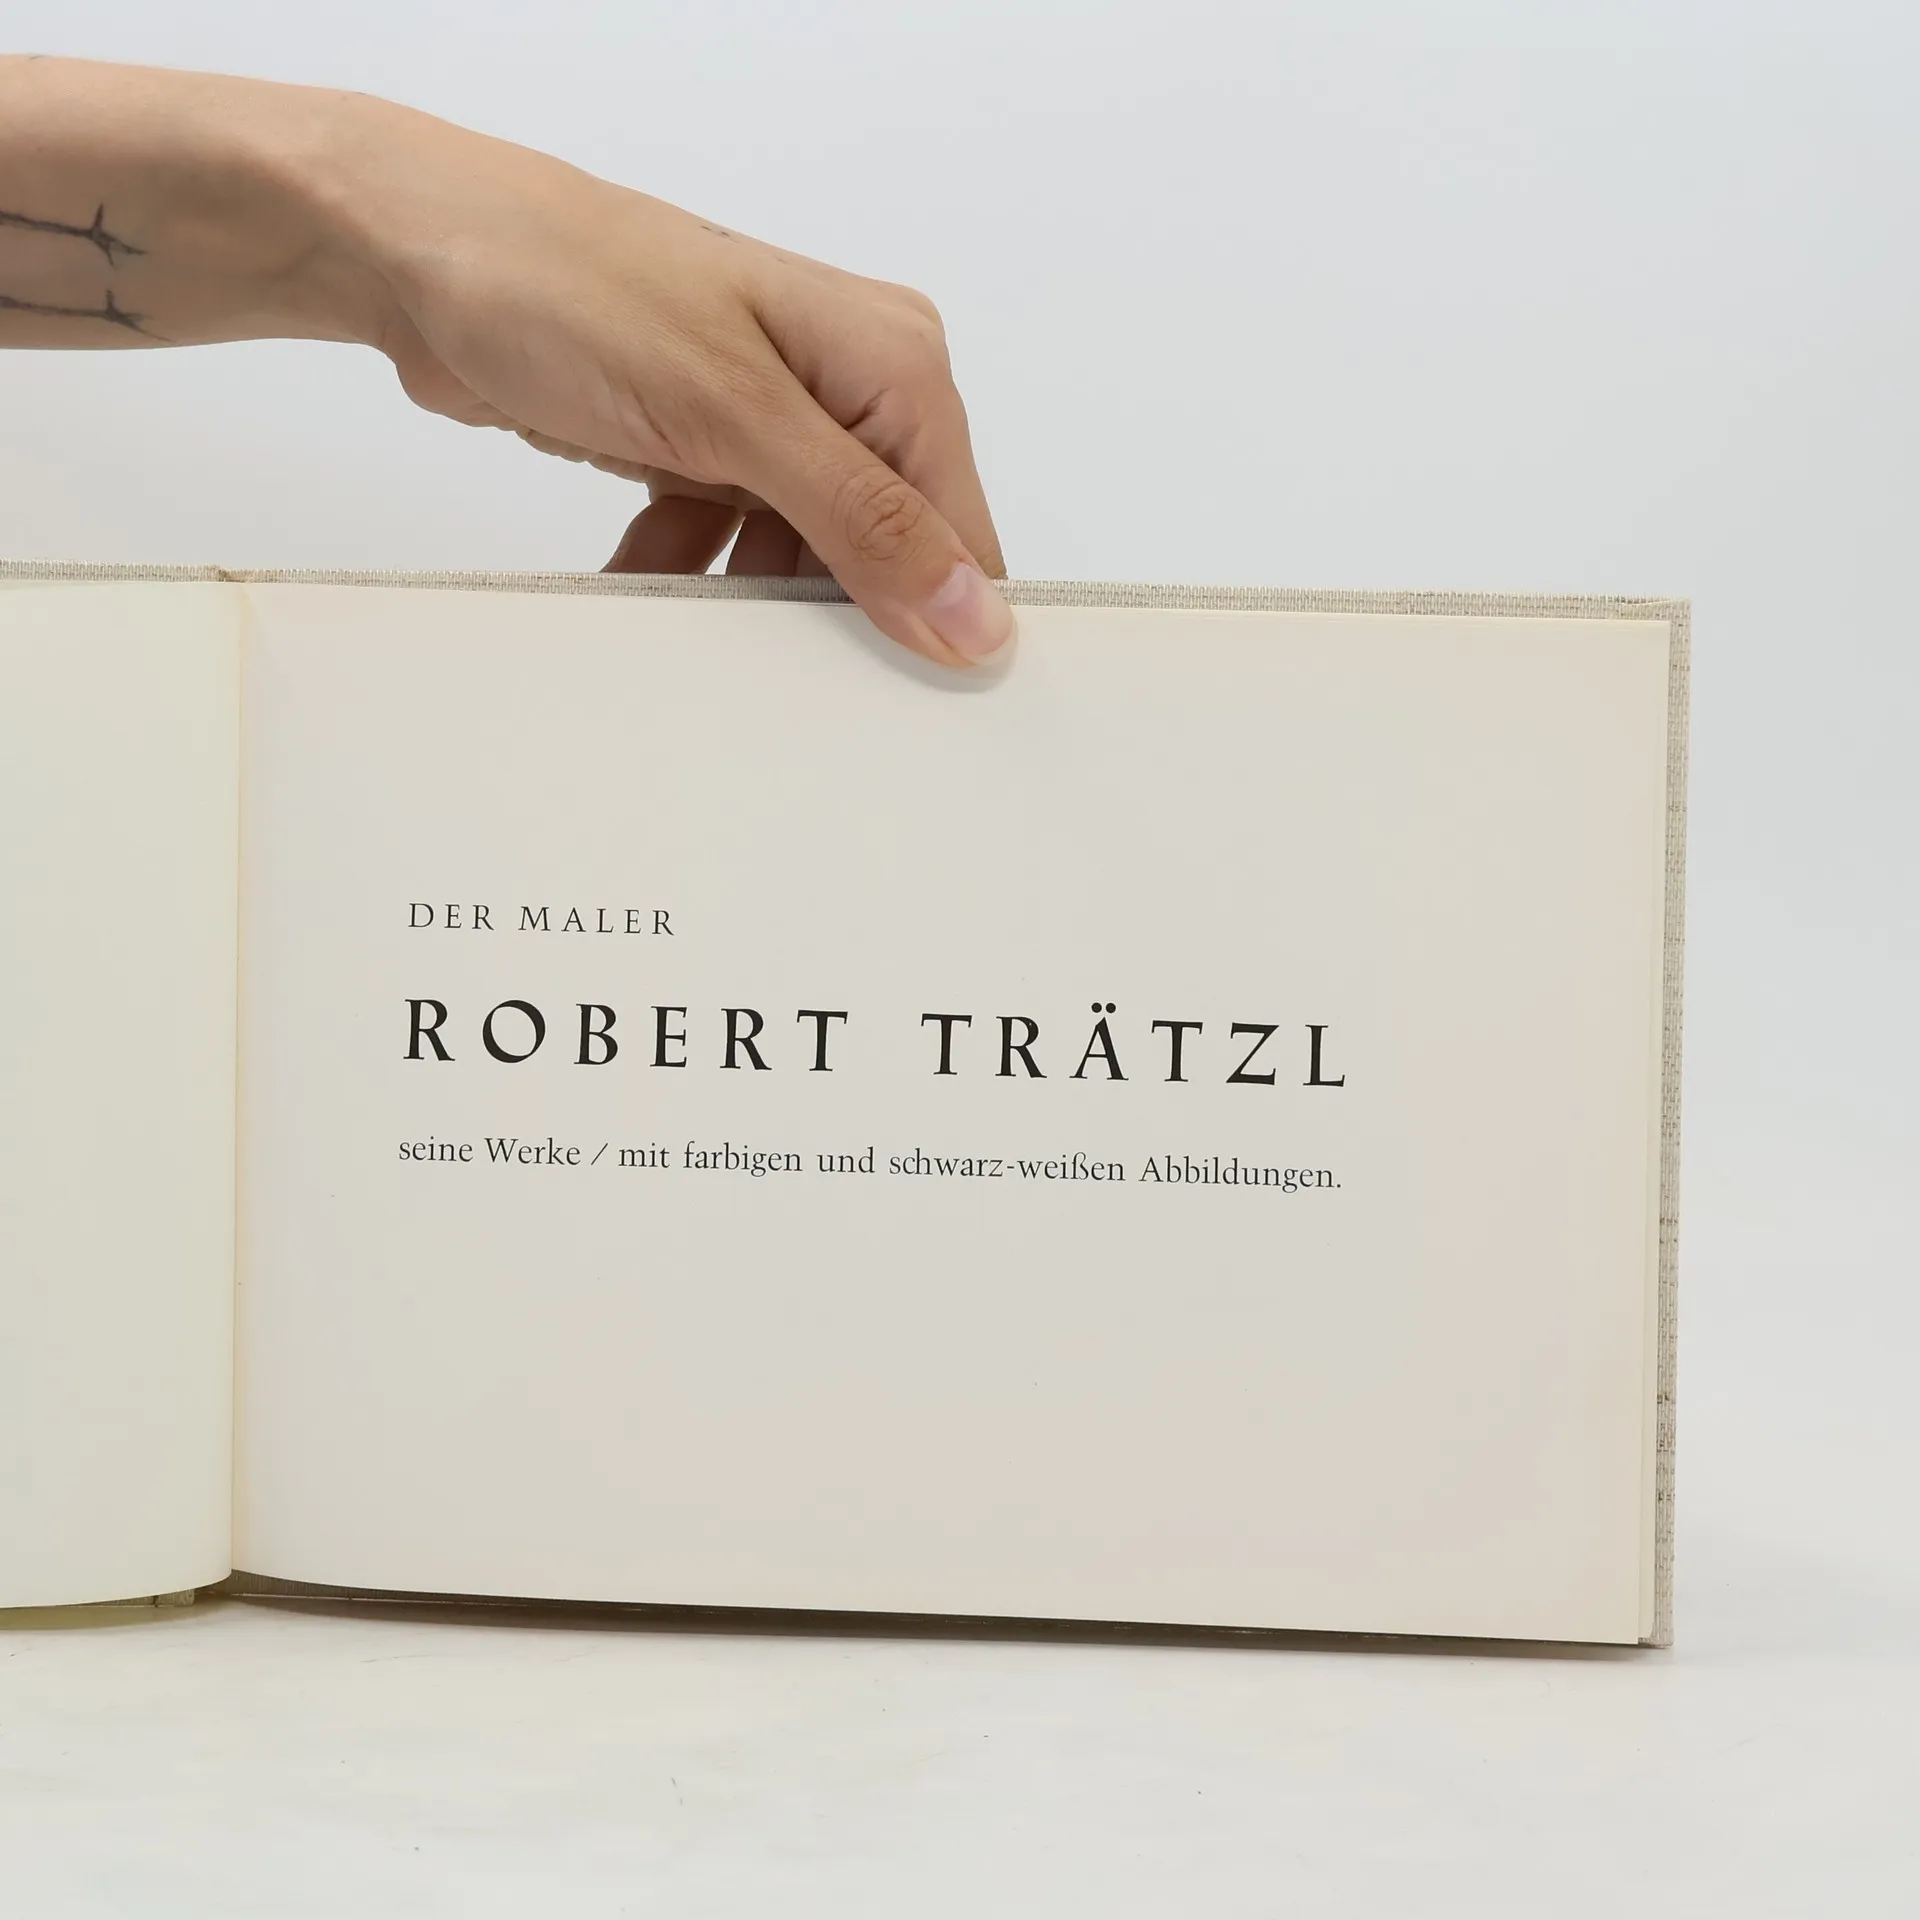 DER MALER
ROBERT TRÄTZL
seine Werke / mit farbigen und schwarz-weißen Abbildungen.